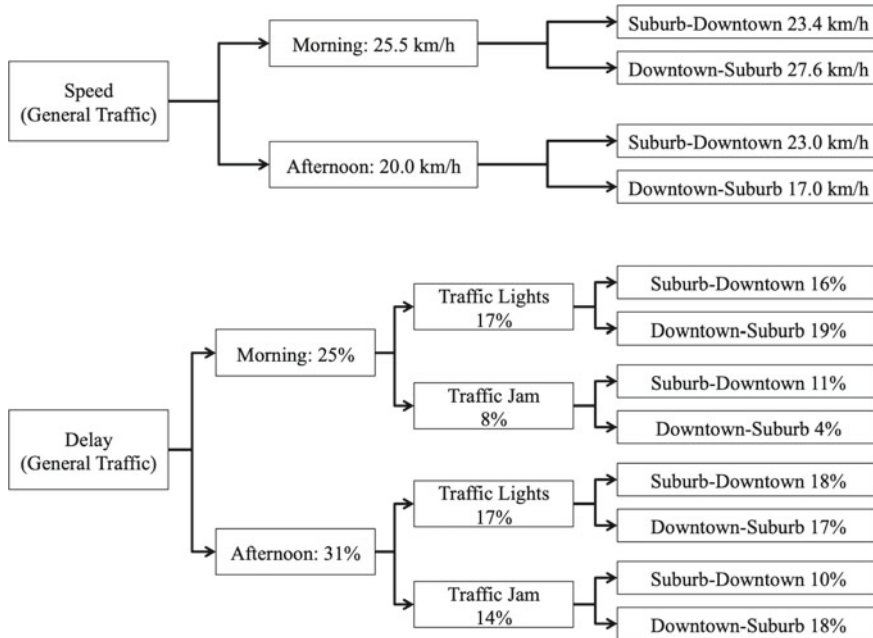 Speed
(General Traffic)
Morning: 25.5 km/h
Suburb-Downtown 23.4 km/h
Downtown-Suburb 27.6 km/h
Afternoon: 20.0 km/h
Suburb-Downtown 23.0 km/h
Downtown-Suburb 17.0 km/h
Delay
(General Traffic)
Morning: 25%
Traffic Lights
17%
Suburb-Downtown 16%
Downtown-Suburb 19%
Traffic Jam
8%
Suburb-Downtown 11%
Downtown-Suburb 4%
Afternoon: 31%
Traffic Lights
17%
Suburb-Downtown 18%
Downtown-Suburb 17%
Traffic Jam
14%
Suburb-Downtown 10%
Downtown-Suburb 18%